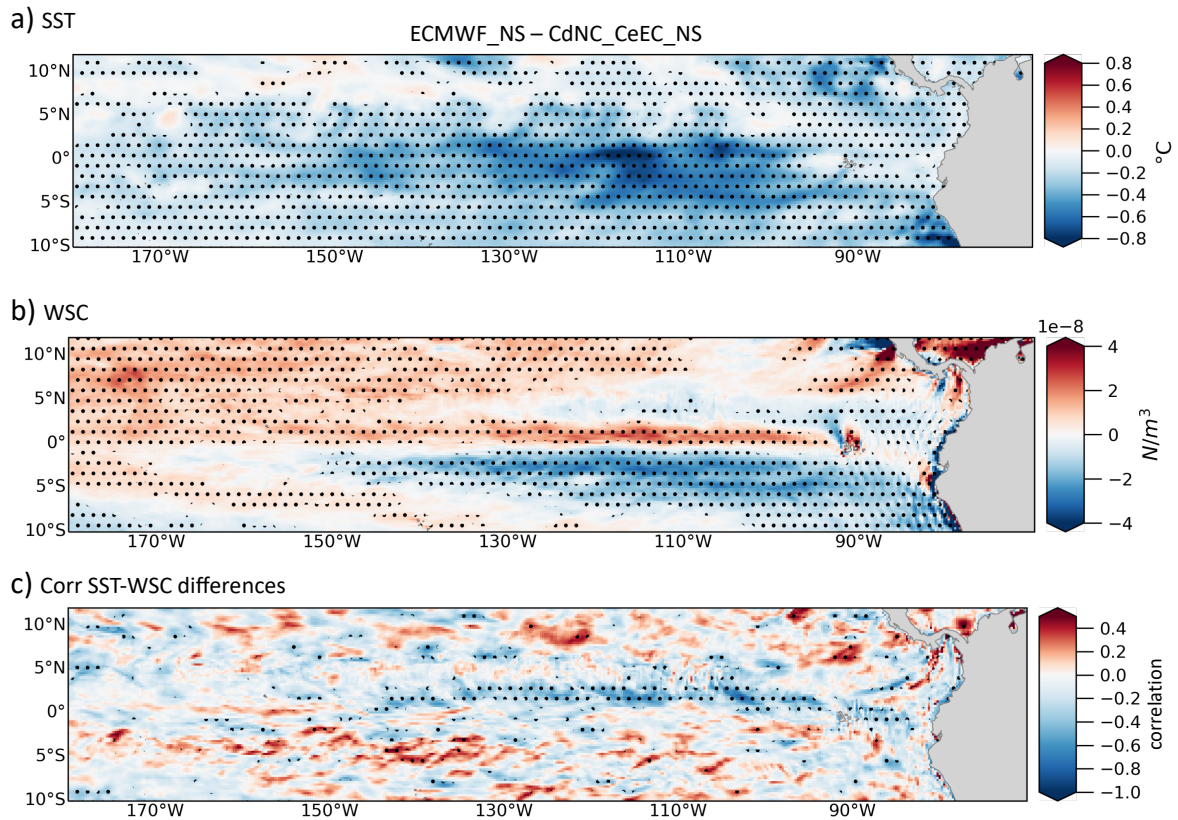 a) SST
ECMWF_NS – CdNC_CeEC_NS
10°N
5°N
0°
5°S
10°S
170°W 150°W 130°W 110°W 90°W
0.8
0.6
0.4
0.2
0.0
−0.2
−0.4
−0.6
−0.8
°C
b) WSC
10°N
5°N
0°
5°S
10°S
170°W 150°W 130°W 110°W 90°W
1e−8
4
2
0
−2
−4
N/m³
c) Corr SST-WSC differences
10°N
5°N
0°
5°S
10°S
170°W 150°W 130°W 110°W 90°W
0.4
0.2
0.0
−0.2
−0.4
−0.6
−0.8
−1.0
correlation